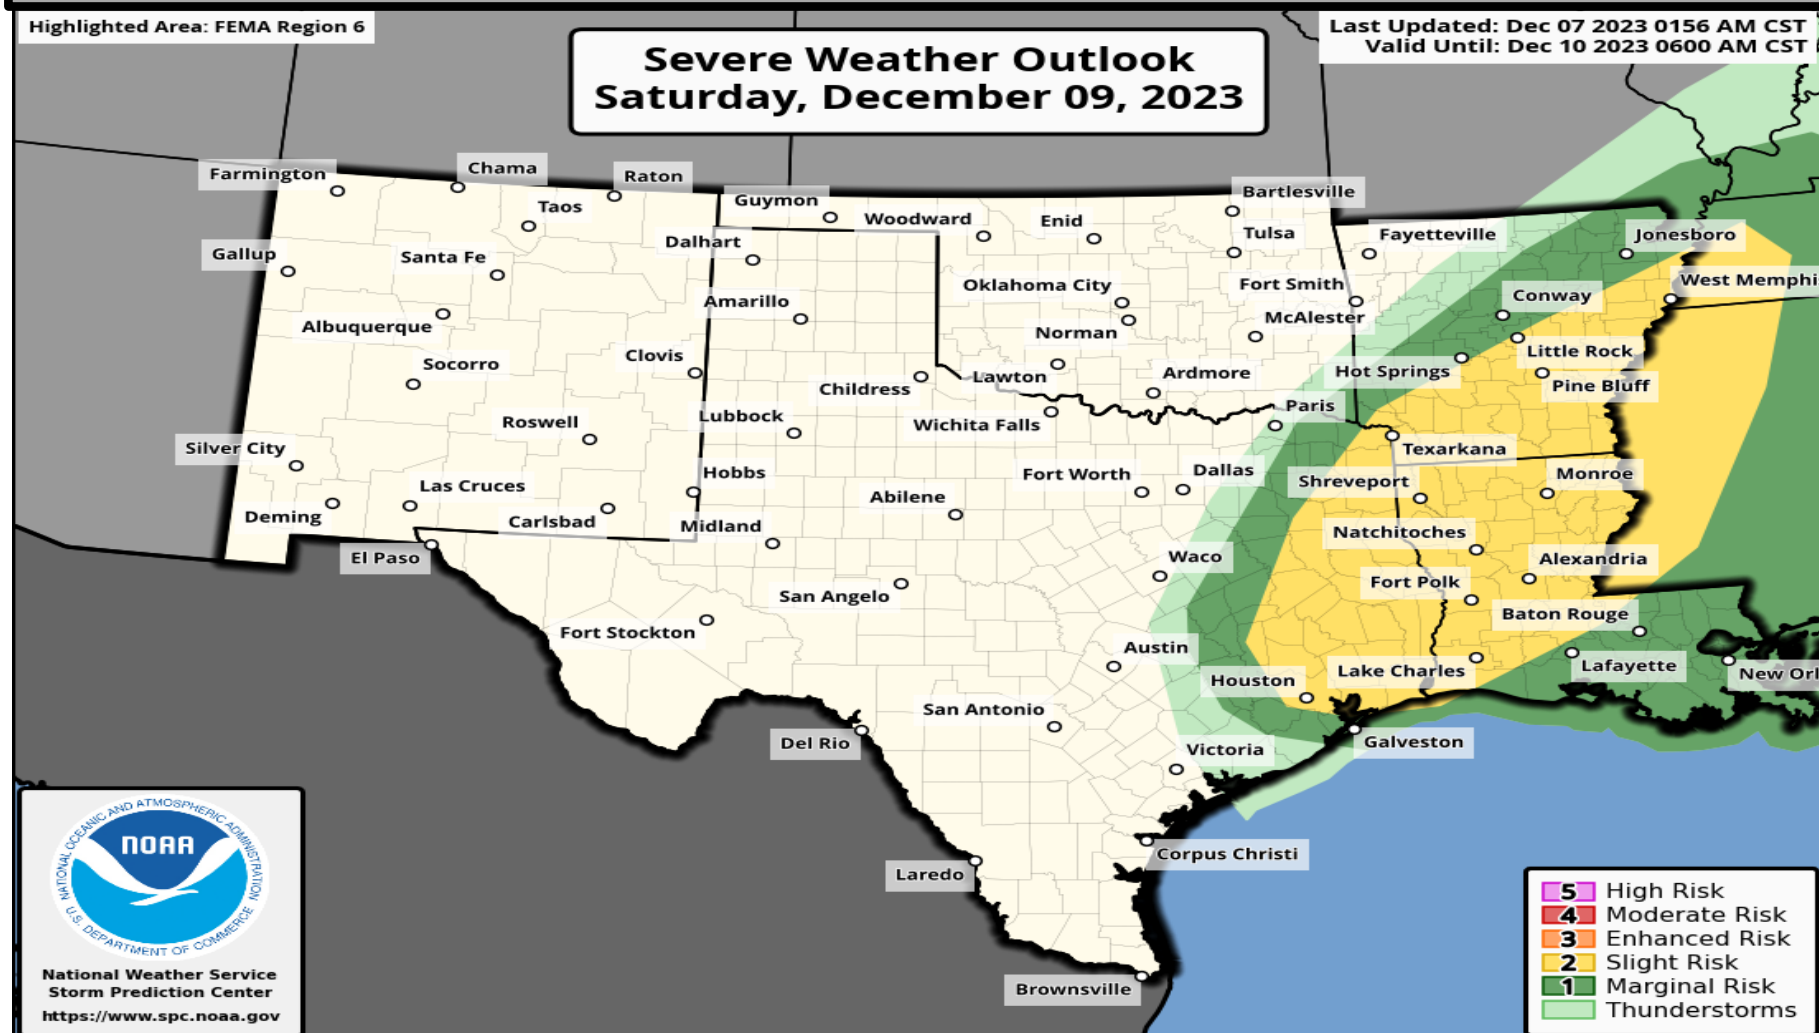 Highlighted Area: FEMA Region 6
Severe Weather Outlook
Saturday, December 09, 2023
Last Updated: Dec 07 2023 0156 AM CST
Valid Until: Dec 10 2023 0600 AM CST
Farmington
Chama
Raton
Taos
Guymon
Woodward
Enid
Bartlesville
Tulsa
Fayetteville
Jonesboro
Gallup
Santa Fe
Dalhart
Oklahoma City
Fort Smith
Conway
West Memphi
Albuquerque
Amarillo
Norman
McAlester
Little Rock
Socorro
Clovis
Childress
Lawton
Ardmore
Hot Springs
Pine Bluff
Roswell
Lubbock
Wichita Falls
Paris
Silver City
Texarkana
Las Cruces
Hobbs
Abilene
Fort Worth
Dallas
Shreveport
Monroe
Deming
Carlsbad
Midland
Natchitoches
El Paso
Waco
Alexandria
San Angelo
Fort Polk
Fort Stockton
Baton Rouge
Austin
Lake Charles
Lafayette
New Orl
Houston
San Antonio
Del Rio
Victoria
Galveston
Laredo
Corpus Christi
Brownsville
NATIONAL OCEANIC AND ATMOSPHERIC ADMINISTRATION
NOAA
U.S. DEPARTMENT OF COMMERCE
National Weather Service
Storm Prediction Center
https://www.spc.noaa.gov
5 High Risk
4 Moderate Risk
3 Enhanced Risk
2 Slight Risk
1 Marginal Risk
Thunderstorms